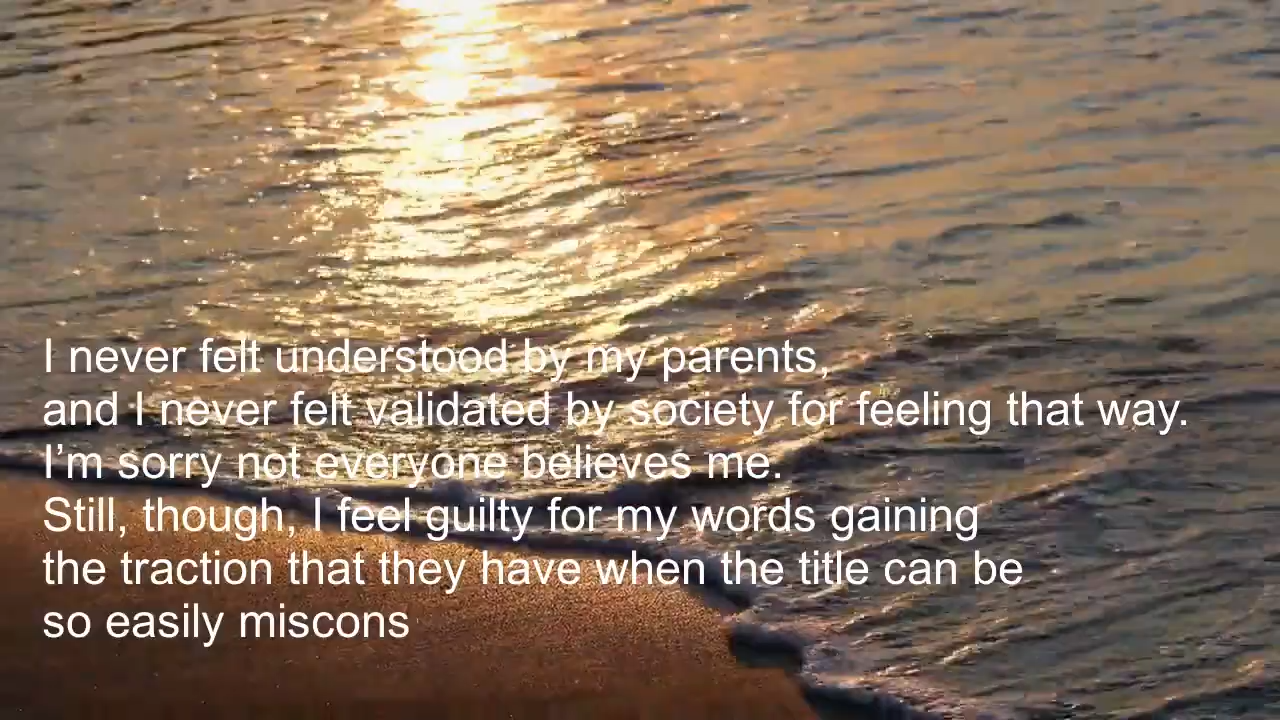 I never felt understood by my parents,
and I never felt validated by society for feeling that way.
I’m sorry not everyone believes me.
Still, though, I feel guilty for my words gaining
the traction that they have when the title can be
so easily miscons